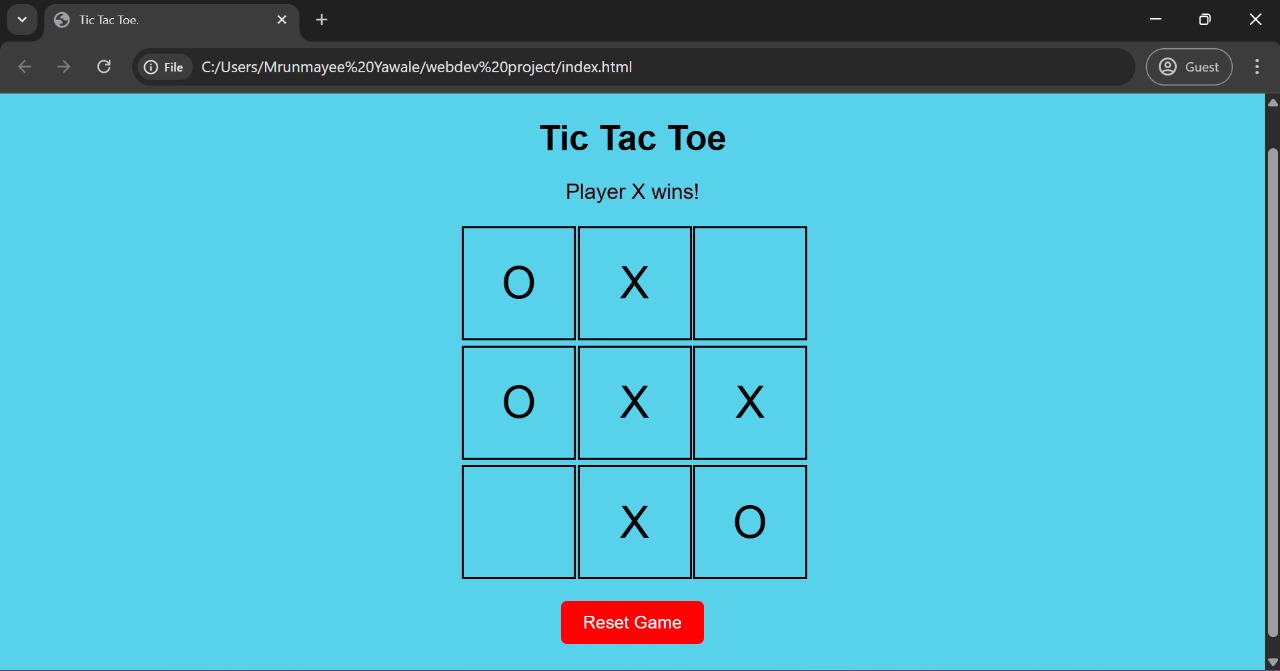 Tic Tac Toe.
File C:/Users/Mrunmayee%20Yawale/webdev%20project/index.html Guest
Tic Tac Toe
Player X wins!
O X
O X X
X O
Reset Game